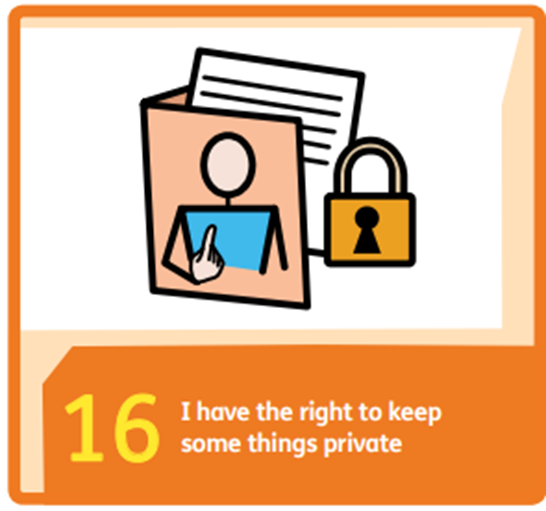 16
I have the right to keep
some things private